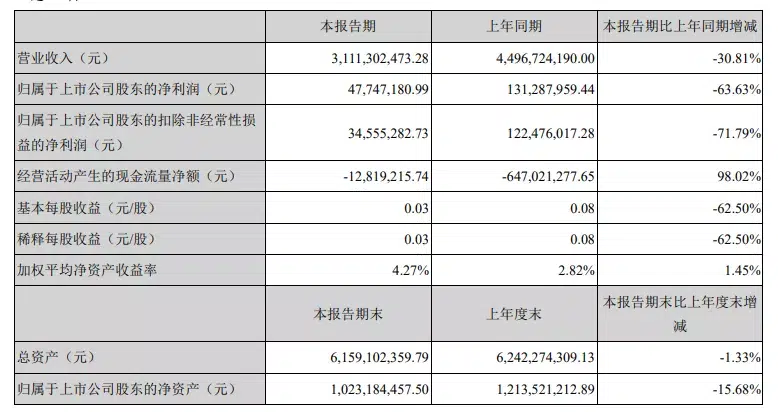 本报告期 上年同期 本报告期比上年同期增减
营业收入（元） 3,111,302,473.28 4,496,724,190.00 -30.81%
归属于上市公司股东的净利润（元） 47,747,180.99 131,287,959.44 -63.63%
归属于上市公司股东的扣除非经常性损
益的净利润（元） 34,555,282.73 122,476,017.28 -71.79%
经营活动产生的现金流量净额（元） -12,819,215.74 -647,021,277.65 98.02%
基本每股收益（元/股） 0.03 0.08 -62.50%
稀释每股收益（元/股） 0.03 0.08 -62.50%
加权平均净资产收益率 4.27% 2.82% 1.45%
本报告期末 上年度末 本报告期末比上年度末增
减
总资产（元） 6,159,102,359.79 6,242,274,309.13 -1.33%
归属于上市公司股东的净资产（元） 1,023,184,457.50 1,213,521,212.89 -15.68%